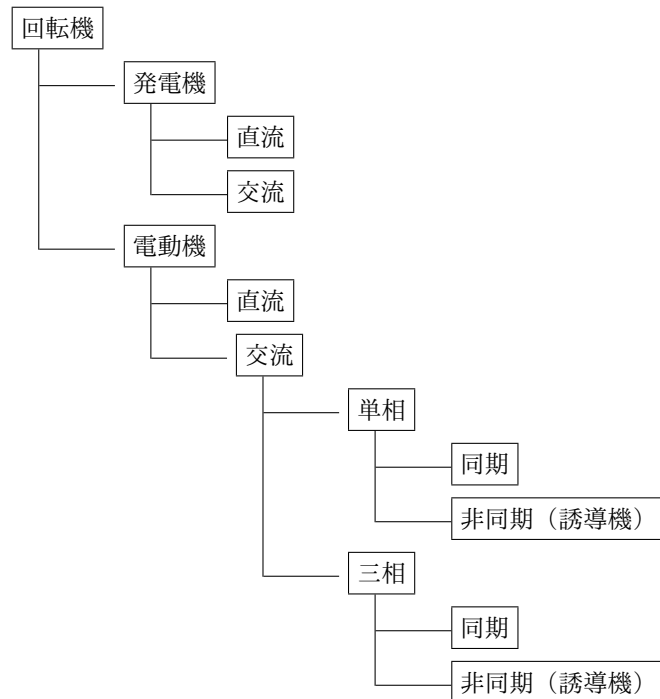 回転機
発電機
直流
交流
電動機
直流
交流
単相
同期
非同期（誘導機）
三相
同期
非同期（誘導機）